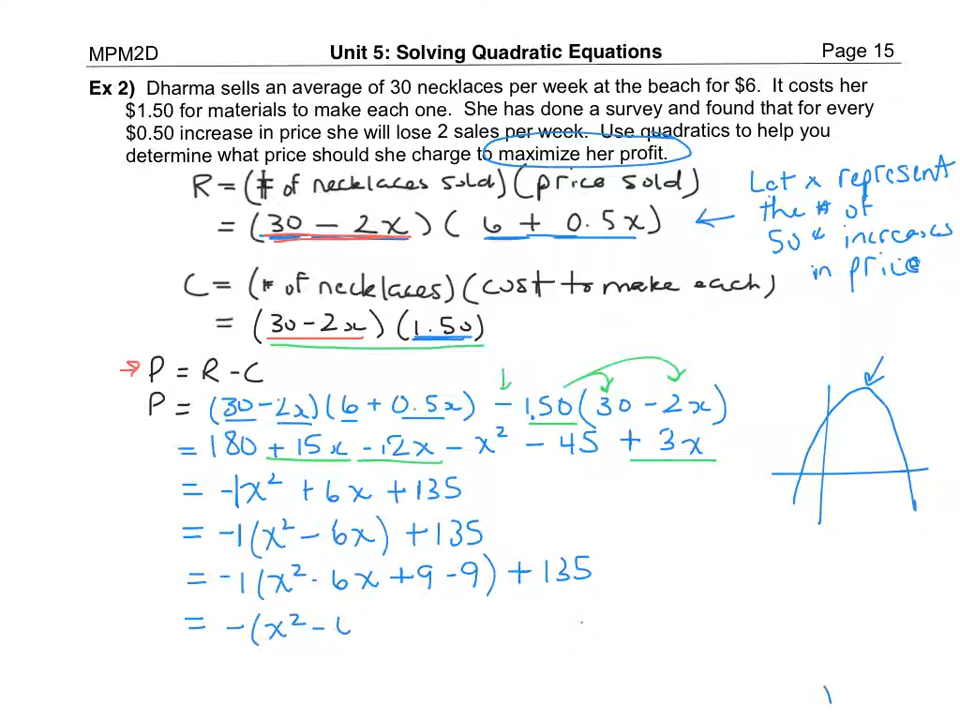 MPM2D Unit 5: Solving Quadratic Equations Page 15
Ex 2) Dharma sells an average of 30 necklaces per week at the beach for $6. It costs her
$1.50 for materials to make each one. She has done a survey and found that for every
$0.50 increase in price she will lose 2 sales per week. Use quadratics to help you
determine what price should she charge to maximize her profit.
R = (# of necklaces sold)(price sold)
= (30 - 2x)(6 + 0.5x)
Let x represent
the # of
50¢ increases
in price
C = (# of necklaces)(cost to make each)
= (30 - 2x)(1.50)
P = R - C
P = (30 - 2x)(6 + 0.5x) - 1.50(30 - 2x)
= 180 + 15x - 12x - x² - 45 + 3x
= -1x² + 6x + 135
= -1(x² - 6x) + 135
= -1(x² - 6x + 9 - 9) + 135
= -(x² -